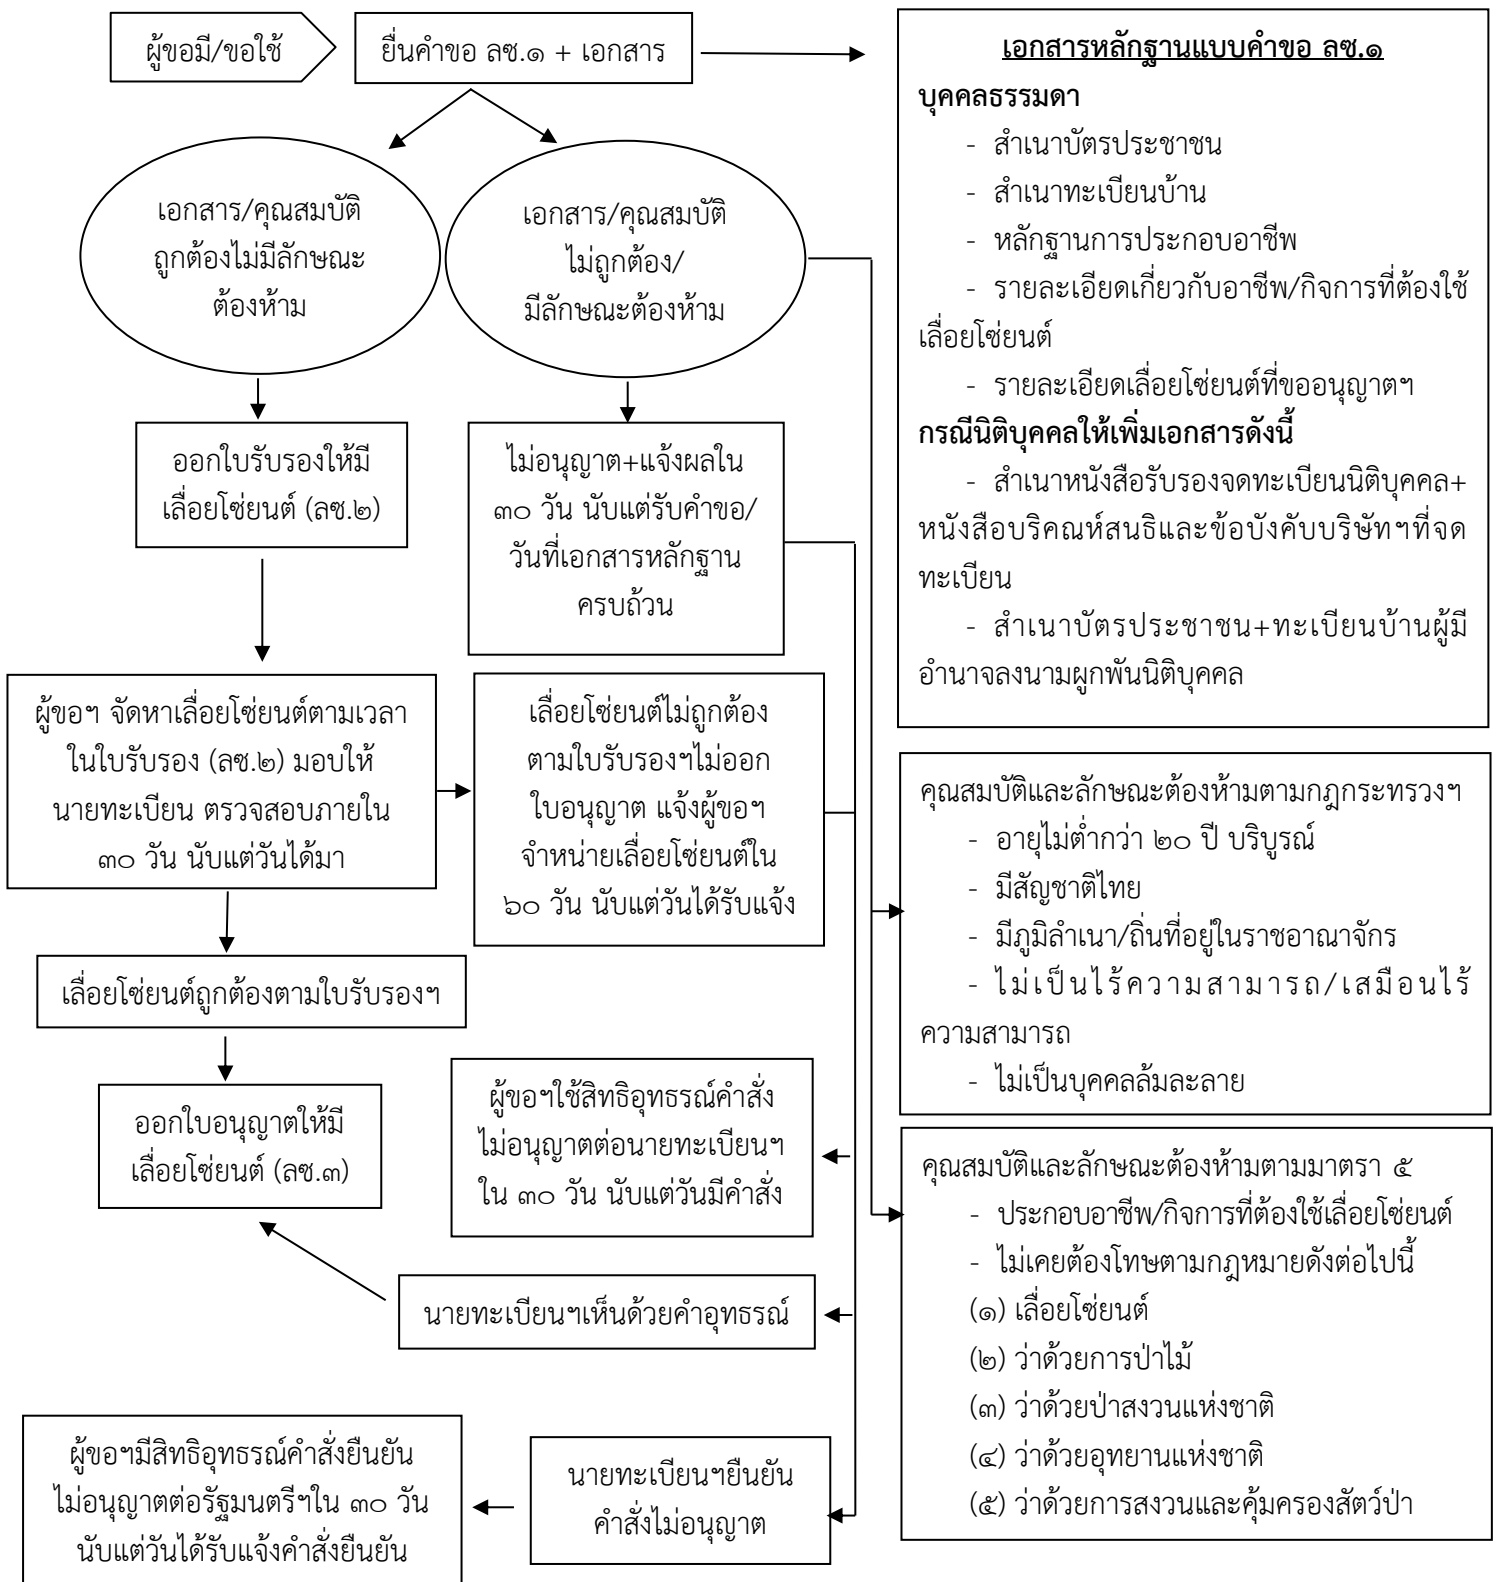 ผู้ขอมี/ขอใช้
ยื่นคำขอ ลซ.๑ + เอกสาร
เอกสารหลักฐานแบบคำขอ ลซ.๑
บุคคลธรรมดา
- สำเนาบัตรประชาชน
- สำเนาทะเบียนบ้าน
- หลักฐานการประกอบอาชีพ
- รายละเอียดเกี่ยวกับอาชีพ/กิจการที่ต้องใช้
เลื่อยโซ่ยนต์
- รายละเอียดเลื่อยโซ่ยนต์ที่ขออนุญาตฯ
กรณีนิติบุคคลให้เพิ่มเอกสารดังนี้
- สำเนาหนังสือรับรองจดทะเบียนนิติบุคคล+
หนังสือบริคณห์สนธิและข้อบังคับบริษัทฯที่จด
ทะเบียน
- สำเนาบัตรประชาชน+ทะเบียนบ้านผู้มี
อำนาจลงนามผูกพันนิติบุคคล
เอกสาร/คุณสมบัติ
ถูกต้องไม่มีลักษณะ
ต้องห้าม
เอกสาร/คุณสมบัติ
ไม่ถูกต้อง/
มีลักษณะต้องห้าม
ออกใบรับรองให้มี
เลื่อยโซ่ยนต์ (ลซ.๒)
ไม่อนุญาต+แจ้งผลใน
๓๐ วัน นับแต่รับคำขอ/
วันที่เอกสารหลักฐาน
ครบถ้วน
ผู้ขอฯ จัดหาเลื่อยโซ่ยนต์ตามเวลา
ในใบรับรอง (ลซ.๒) มอบให้
นายทะเบียน ตรวจสอบภายใน
๓๐ วัน นับแต่วันได้มา
เลื่อยโซ่ยนต์ไม่ถูกต้อง
ตามใบรับรองฯไม่ออก
ใบอนุญาต แจ้งผู้ขอฯ
จำหน่ายเลื่อยโซ่ยนต์ใน
๖๐ วัน นับแต่วันได้รับแจ้ง
คุณสมบัติและลักษณะต้องห้ามตามกฎกระทรวงฯ
- อายุไม่ต่ำกว่า ๒๐ ปี บริบูรณ์
- มีสัญชาติไทย
- มีภูมิลำเนา/ถิ่นที่อยู่ในราชอาณาจักร
- ไม่เป็นไร้ความสามารถ/เสมือนไร้
ความสามารถ
- ไม่เป็นบุคคลล้มละลาย
เลื่อยโซ่ยนต์ถูกต้องตามใบรับรองฯ
ออกใบอนุญาตให้มี
เลื่อยโซ่ยนต์ (ลซ.๓)
ผู้ขอฯใช้สิทธิอุทธรณ์คำสั่ง
ไม่อนุญาตต่อนายทะเบียนฯ
ใน ๓๐ วัน นับแต่วันมีคำสั่ง
คุณสมบัติและลักษณะต้องห้ามตามมาตรา ๕
- ประกอบอาชีพ/กิจการที่ต้องใช้เลื่อยโซ่ยนต์
- ไม่เคยต้องโทษตามกฎหมายดังต่อไปนี้
(๑) เลื่อยโซ่ยนต์
(๒) ว่าด้วยการป่าไม้
(๓) ว่าด้วยป่าสงวนแห่งชาติ
(๔) ว่าด้วยอุทยานแห่งชาติ
(๕) ว่าด้วยการสงวนและคุ้มครองสัตว์ป่า
นายทะเบียนฯเห็นด้วยคำอุทธรณ์
ผู้ขอฯมีสิทธิอุทธรณ์คำสั่งยืนยัน
ไม่อนุญาตต่อรัฐมนตรีฯใน ๓๐ วัน
นับแต่วันได้รับแจ้งคำสั่งยืนยัน
นายทะเบียนฯยืนยัน
คำสั่งไม่อนุญาต